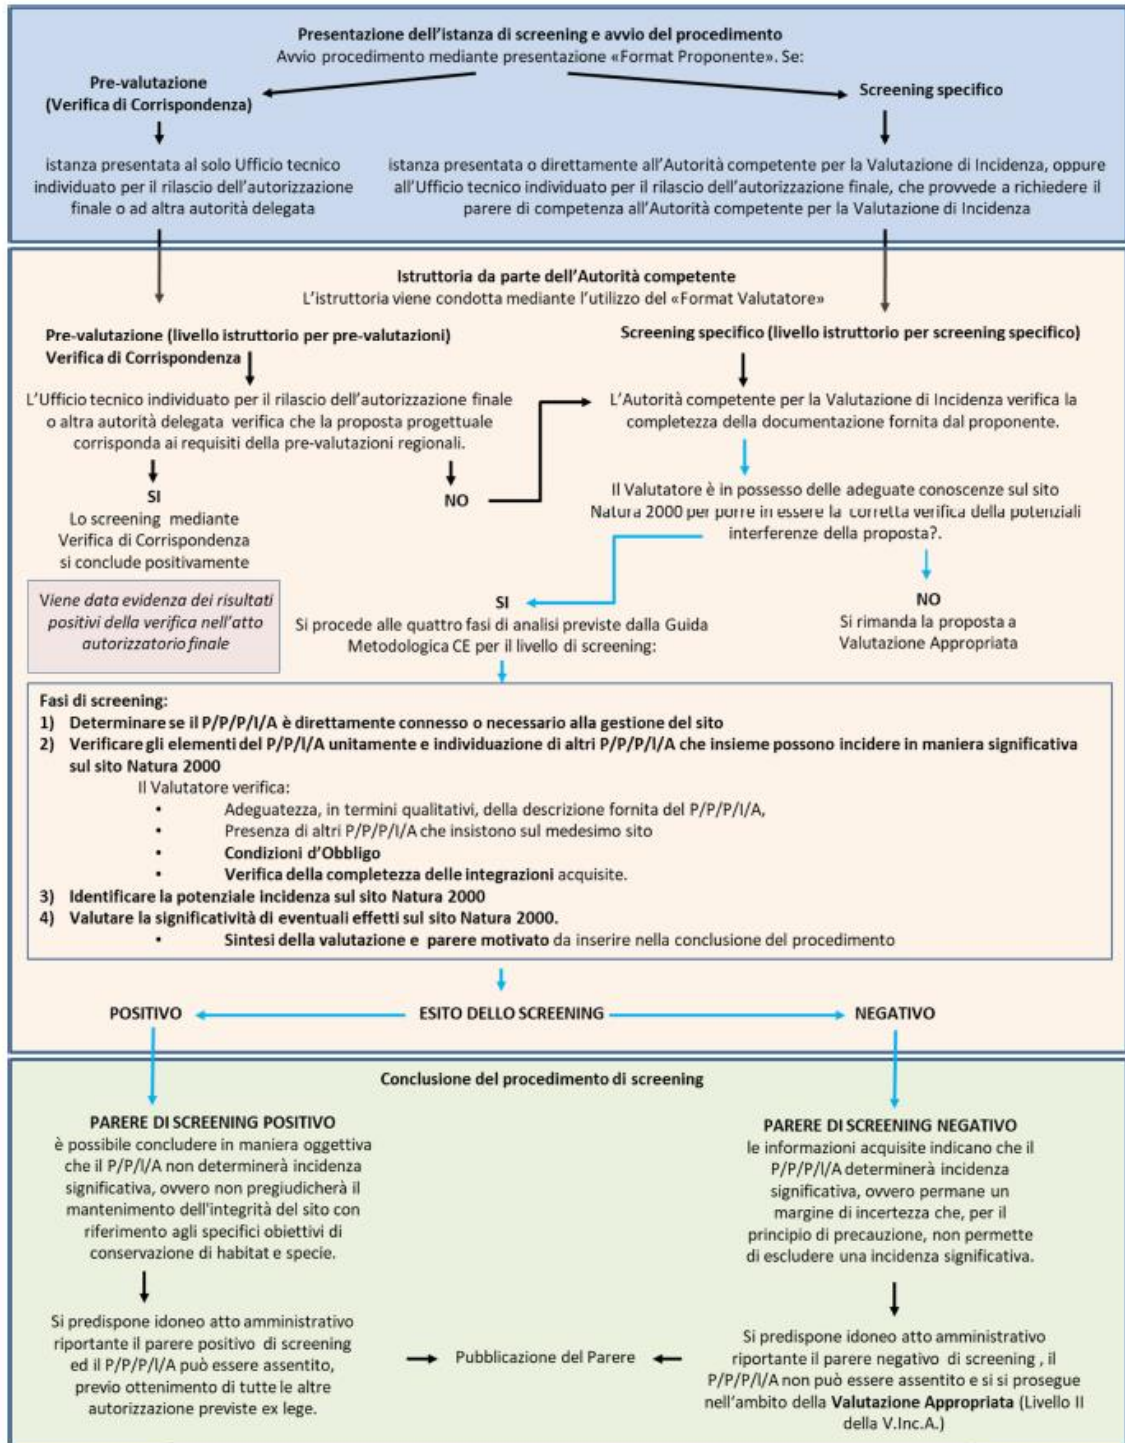 Presentazione dell'istanza di screening e avvio del procedimento
Avvio procedimento mediante presentazione «Format Proponente». Se:
Pre-valutazione
(Verifica di Corrispondenza)
istanza presentata al solo Ufficio tecnico
individuato per il rilascio dell'autorizzazione
finale o ad altra autorità delegata
Screening specifico
istanza presentata o direttamente all'Autorità competente per la Valutazione di Incidenza, oppure
all'Ufficio tecnico individuato per il rilascio dell'autorizzazione finale, che provvede a richiedere il
parere di competenza all'Autorità competente per la Valutazione di Incidenza
Istruttoria da parte dell'Autorità competente
L'istruttoria viene condotta mediante l'utilizzo del «Format Valutatore»
Pre-valutazione (livello istruttorio per pre-valutazioni)
Verifica di Corrispondenza
L'Ufficio tecnico individuato per il rilascio dell'autorizzazione finale
o altra autorità delegata verifica che la proposta progettuale
corrisponda ai requisiti della pre-valutazioni regionali.
SI
Lo screening mediante
Verifica di Corrispondenza
si conclude positivamente
Viene data evidenza dei risultati
positivi della verifica nell'atto
autorizzatorio finale
NO
Screening specifico (livello istruttorio per screening specifico)
L'Autorità competente per la Valutazione di Incidenza verifica la
completezza della documentazione fornita dal proponente.
Il Valutatore è in possesso delle adeguate conoscenze sul sito
Natura 2000 per porre in essere la corretta verifica della potenziali
interferenze della proposta?.
SI
Si procede alle quattro fasi di analisi previste dalla Guida
Metodologica CE per il livello di screening:
NO
Si rimanda la proposta a
Valutazione Appropriata
Fasi di screening:
1) Determinare se il P/P/P/I/A è direttamente connesso o necessario alla gestione del sito
2) Verificare gli elementi del P/P/I/A unitamente e individuazione di altri P/P/P/I/A che insieme possono incidere in maniera significativa
sul sito Natura 2000
Il Valutatore verifica:
• Adeguatezza, in termini qualitativi, della descrizione fornita del P/P/P/I/A,
• Presenza di altri P/P/P/I/A che insistono sul medesimo sito
• Condizioni d'Obbligo
• Verifica della completezza delle integrazioni acquisite.
3) Identificare la potenziale incidenza sul sito Natura 2000
4) Valutare la significatività di eventuali effetti sul sito Natura 2000.
• Sintesi della valutazione e parere motivato da inserire nella conclusione del procedimento
POSITIVO
ESITO DELLO SCREENING
NEGATIVO
Conclusione del procedimento di screening
PARERE DI SCREENING POSITIVO
è possibile concludere in maniera oggettiva
che il P/P/I/A non determinerà incidenza
significativa, ovvero non pregiudicherà il
mantenimento dell'integrità del sito con
riferimento agli specifici obiettivi di
conservazione di habitat e specie.
Si predispone idoneo atto amministrativo
riportante il parere positivo di screening
ed il P/P/P/I/A può essere assentito,
previo ottenimento di tutte le altre
autorizzazione previste ex lege.
Pubblicazione del Parere
PARERE DI SCREENING NEGATIVO
le informazioni acquisite indicano che il
P/P/P/I/A determinerà incidenza
significativa, ovvero permane un
margine di incertezza che, per il
principio di precauzione, non permette
di escludere una incidenza significativa.
Si predispone idoneo atto amministrativo
riportante il parere negativo di screening , il
P/P/P/I/A non può essere assentito e si si prosegue
nell'ambito della Valutazione Appropriata (Livello II
della V.Inc.A.)